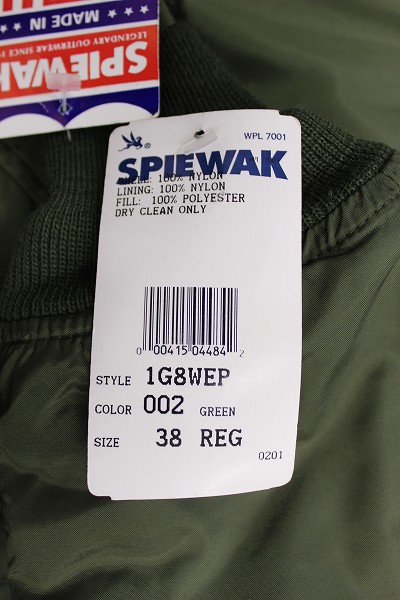 SPIEWAK
LEGENDARY OUTERWEAR SINCE
MADE IN
WPL 7001
®
SPIEWAK
SHELL: 100% NYLON
LINING: 100% NYLON
FILL: 100% POLYESTER
DRY CLEAN ONLY
0 00415 04484 2
STYLE 1G8WEP
COLOR 002 GREEN
SIZE 38 REG
0201